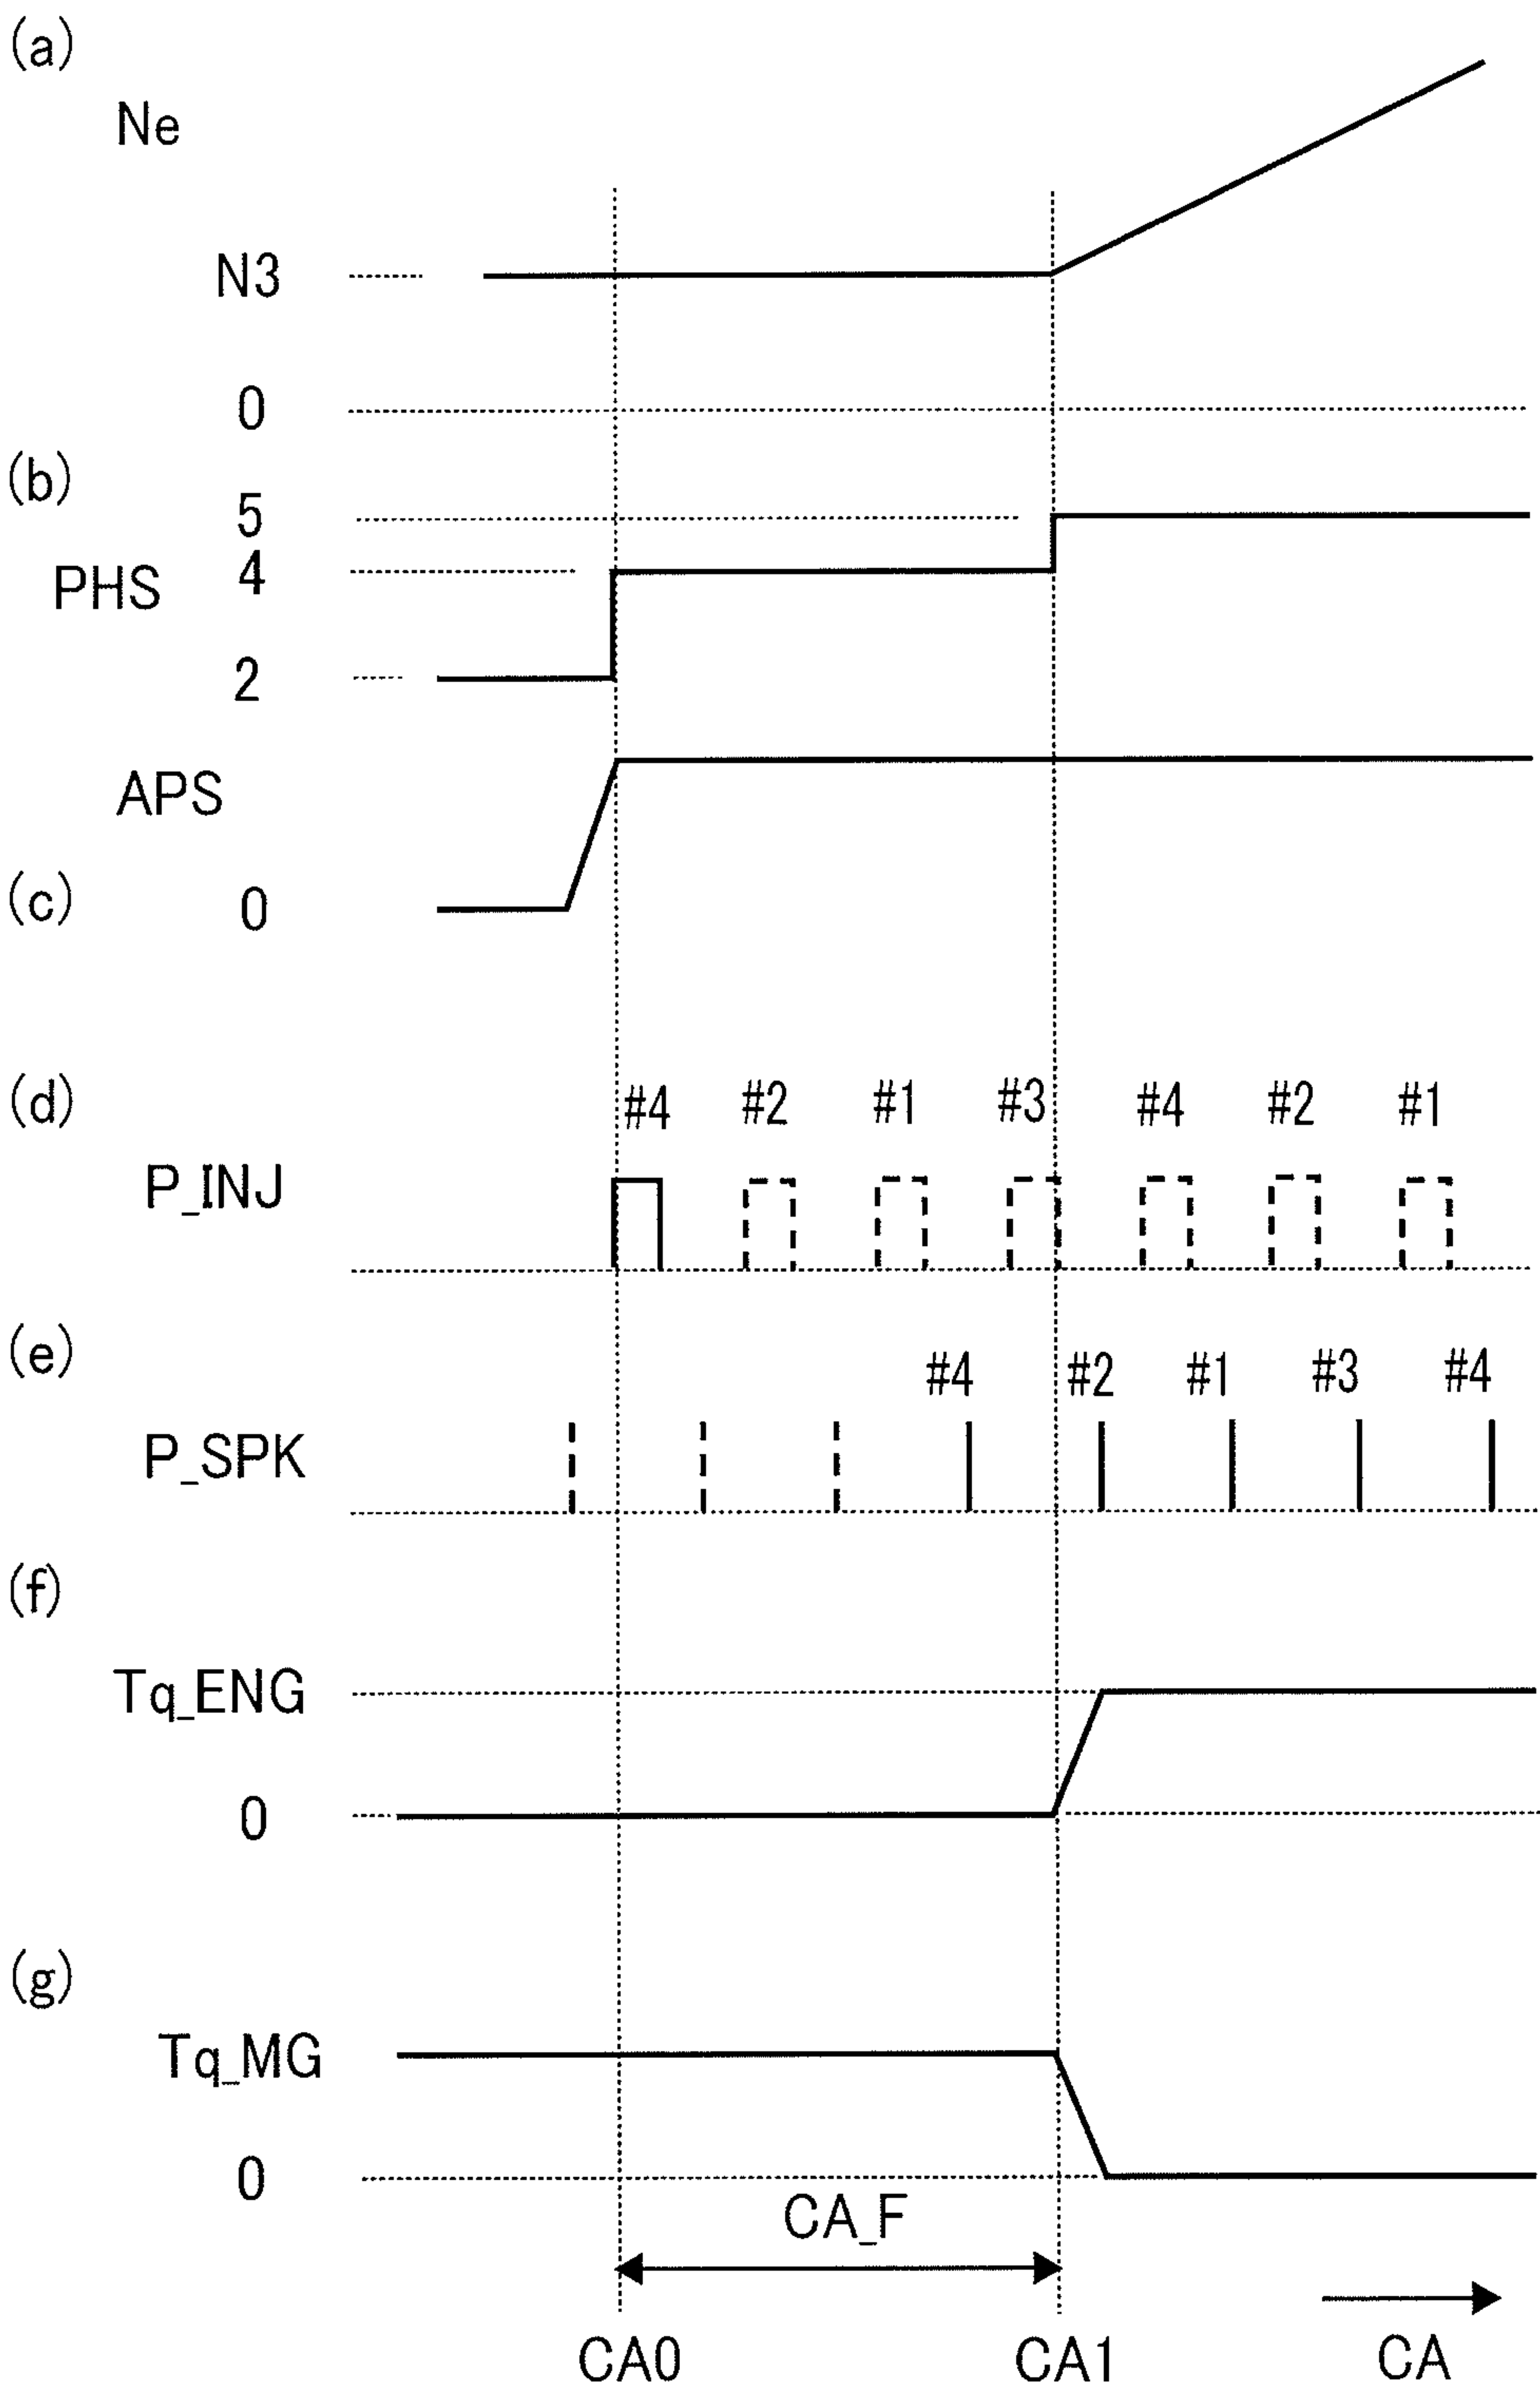 (a)
Ne
N3
0
(b)
5
4
PHS
2
APS
(c)
0
(d)
#4 #2 #1 #3 #4 #2 #1
P_INJ
(e)
#4 #2 #1 #3 #4
P_SPK
(f)
Tq_ENG
0
(g)
Tq_MG
0
CA_F
CA0 CA1 CA